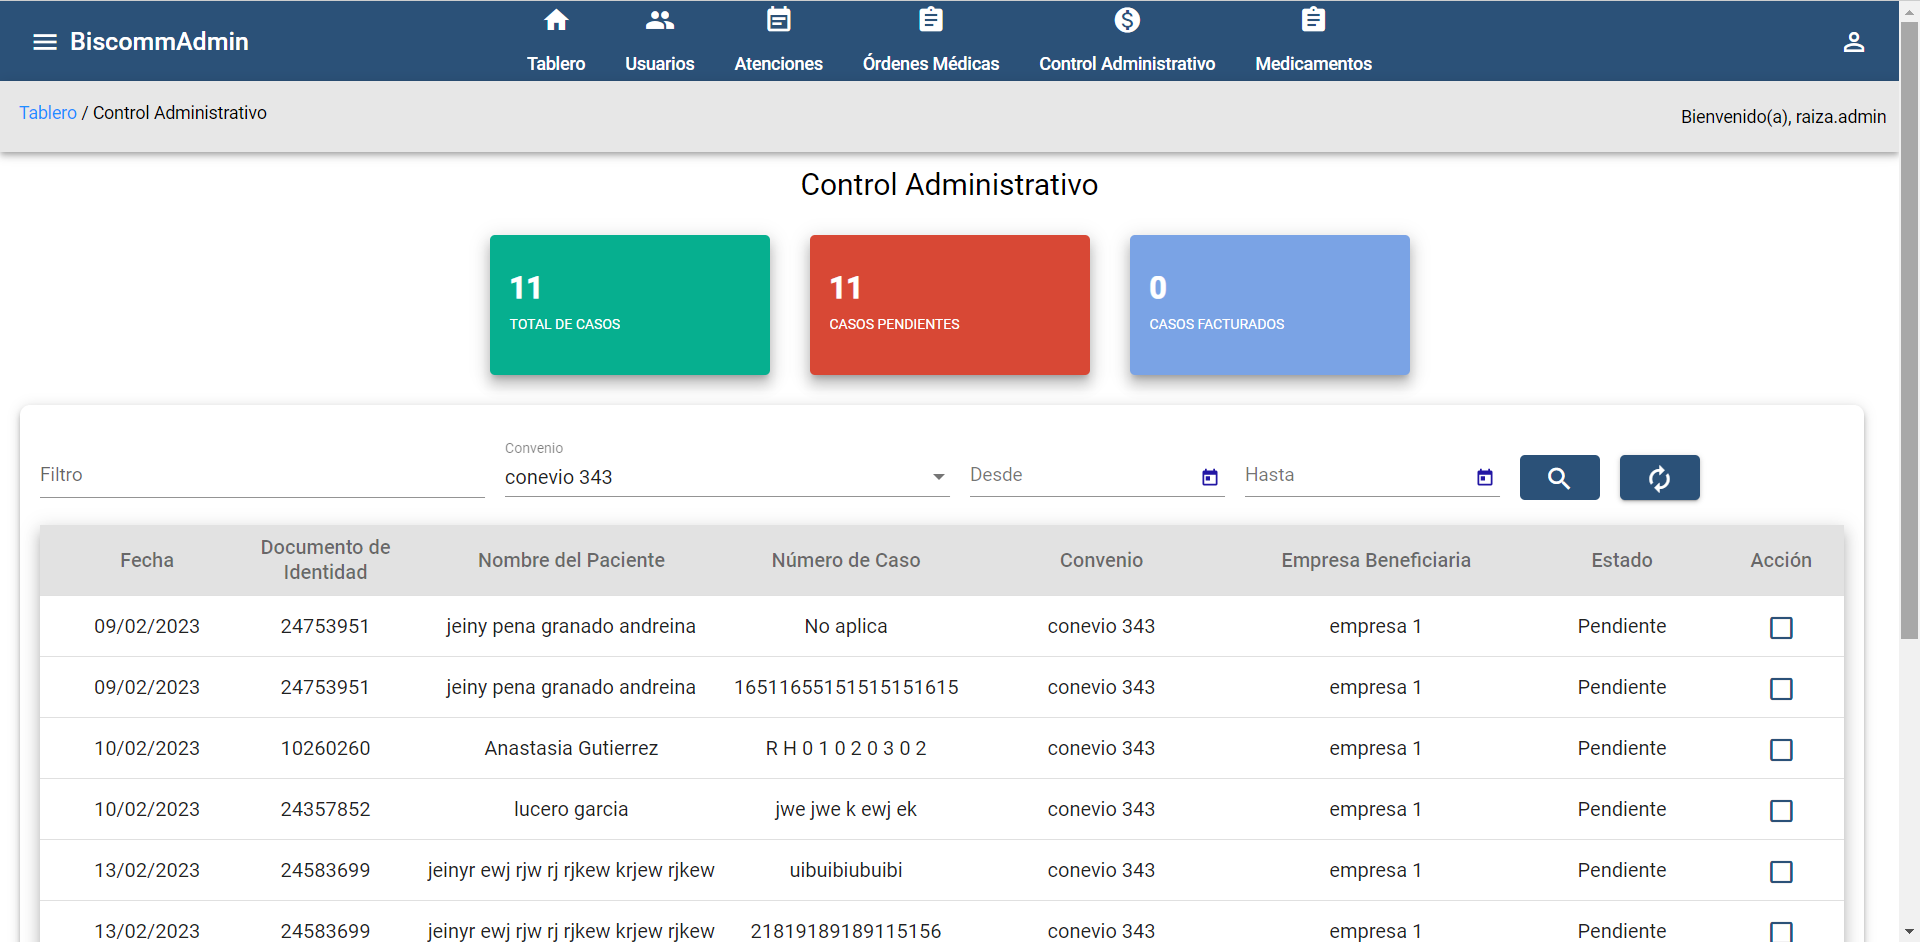 BiscommAdmin
Tablero Usuarios Atenciones Órdenes Médicas Control Administrativo Medicamentos
Tablero / Control Administrativo
Bienvenido(a), raiza.admin
Control Administrativo
11
TOTAL DE CASOS
11
CASOS PENDIENTES
0
CASOS FACTURADOS
Filtro
Convenio
conevio 343
Desde
Hasta
Fecha Documento de Identidad Nombre del Paciente Número de Caso Convenio Empresa Beneficiaria Estado Acción
09/02/2023 24753951 jeiny pena granado andreina No aplica conevio 343 empresa 1 Pendiente
09/02/2023 24753951 jeiny pena granado andreina 16511655151515151615 conevio 343 empresa 1 Pendiente
10/02/2023 10260260 Anastasia Gutierrez R H 0 1 0 2 0 3 0 2 conevio 343 empresa 1 Pendiente
10/02/2023 24357852 lucero garcia jwe jwe k ewj ek conevio 343 empresa 1 Pendiente
13/02/2023 24583699 jeinyr ewj rjw rj rjkew krjew rjkew uibuibiubuibi conevio 343 empresa 1 Pendiente
13/02/2023 24583699 jeinyr ewj rjw rj rjkew krjew rjkew 21819189189115156 conevio 343 empresa 1 Pendiente